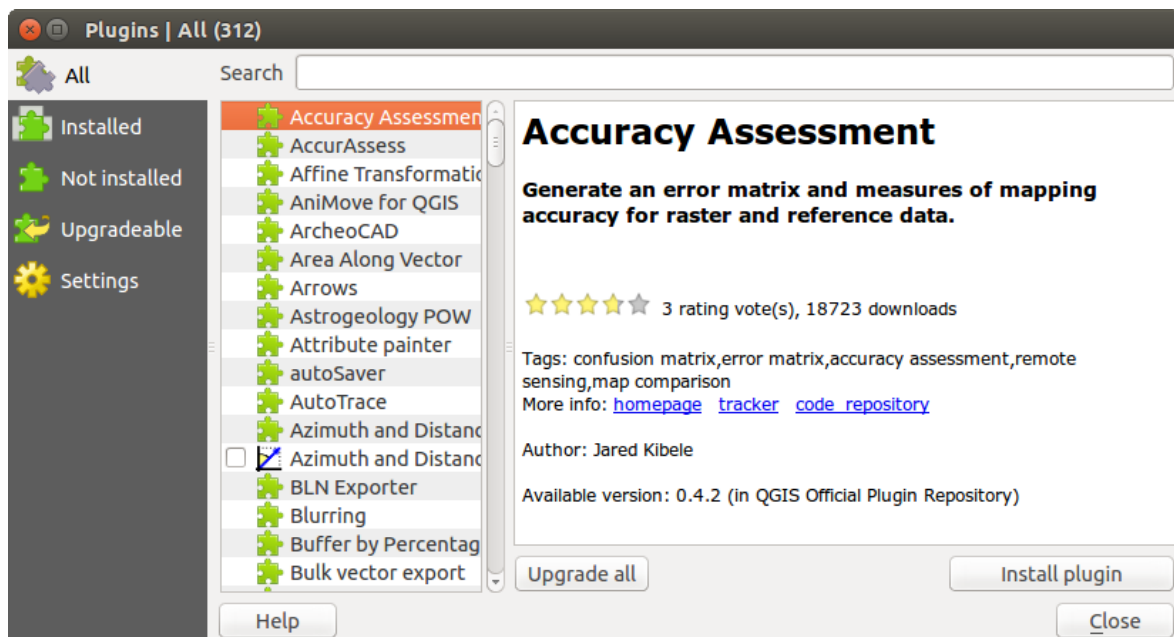 Plugins | All (312)
All
Search
Installed
Not installed
Upgradeable
Settings
Accuracy Assessmen
AccurAssess
Affine Transformatic
AniMove for QGIS
ArcheoCAD
Area Along Vector
Arrows
Astrogeology POW
Attribute painter
autoSaver
AutoTrace
Azimuth and Distanc
Azimuth and Distanc
BLN Exporter
Blurring
Buffer by Percentag
Bulk vector export
Accuracy Assessment
Generate an error matrix and measures of mapping
accuracy for raster and reference data.
3 rating vote(s), 18723 downloads
Tags: confusion matrix,error matrix,accuracy assessment,remote
sensing,map comparison
More info: homepage tracker code_repository
Author: Jared Kibele
Available version: 0.4.2 (in QGIS Official Plugin Repository)
Upgrade all
Install plugin
Help
Close